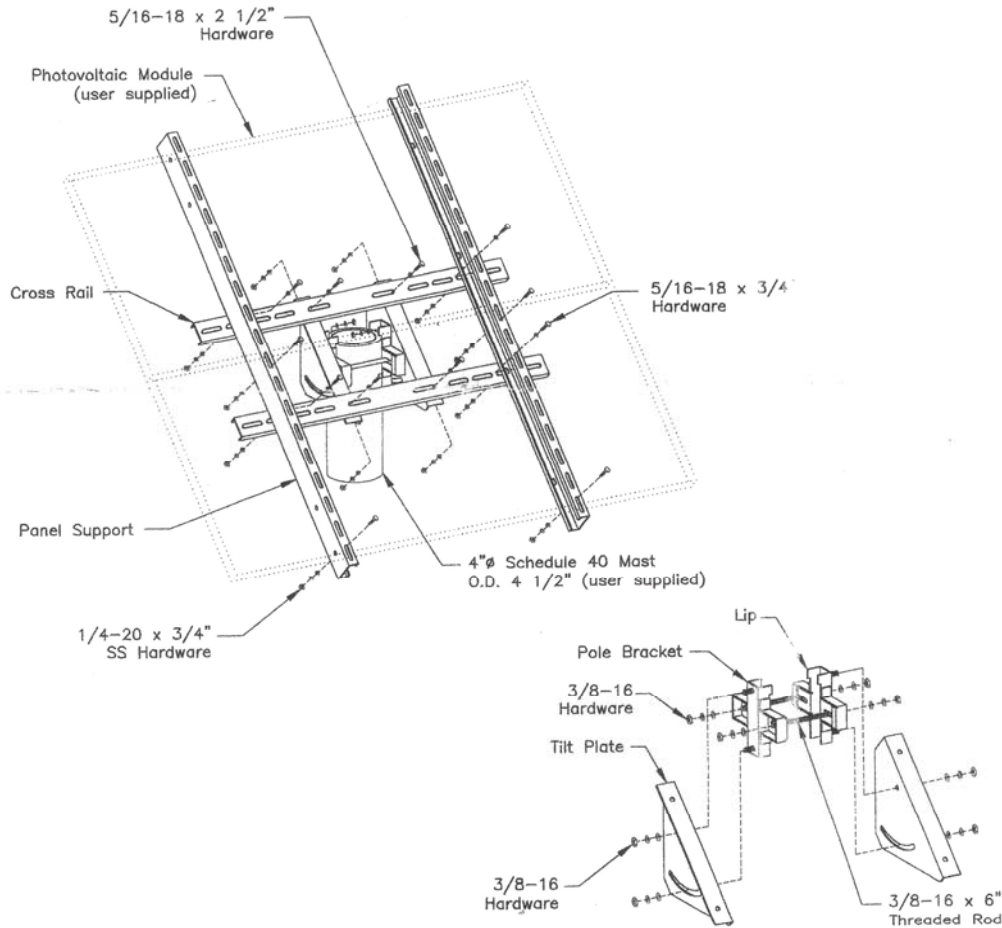 5/16-18 x 2 1/2"
Hardware
Photovoltaic Module
(user supplied)
Cross Rail
5/16-18 x 3/4
Hardware
Panel Support
4"ø Schedule 40 Mast
O.D. 4 1/2" (user supplied)
1/4-20 x 3/4"
SS Hardware
Lip
Pole Bracket
3/8-16
Hardware
Tilt Plate
3/8-16
Hardware
3/8-16 x 6"
Threaded Rod